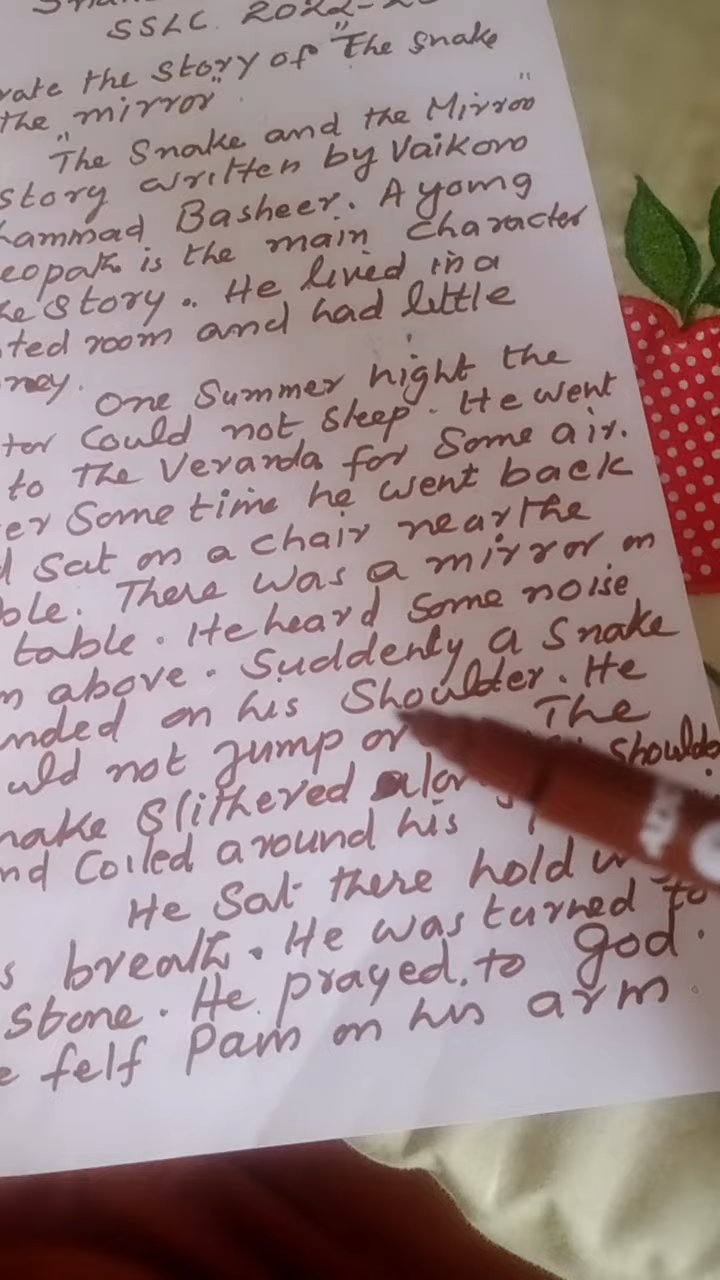 SSLC 2022-
rate the story of "The snake
the "mirror".
The Snake and the Mirror"
story written by Vaikom
hammad Basheer. A young
eopath is the main character
he story. He lived in a
ted room and had little
ney.
One Summer night the
tor Could not Sleep. He went
to the Veranda for Some air.
er Some time he went back
d Sat on a chair near the
ble. There was a mirror on
table. He heard some noise
m above. Suddenly a Snake
nded on his Shoulder. He
uld not jump or The
nake Slithered Shoulde
nd Coiled around his
He Sat there hold
s breath. He was turned to
stone. He prayed to god.
e felf Pam on his arm.